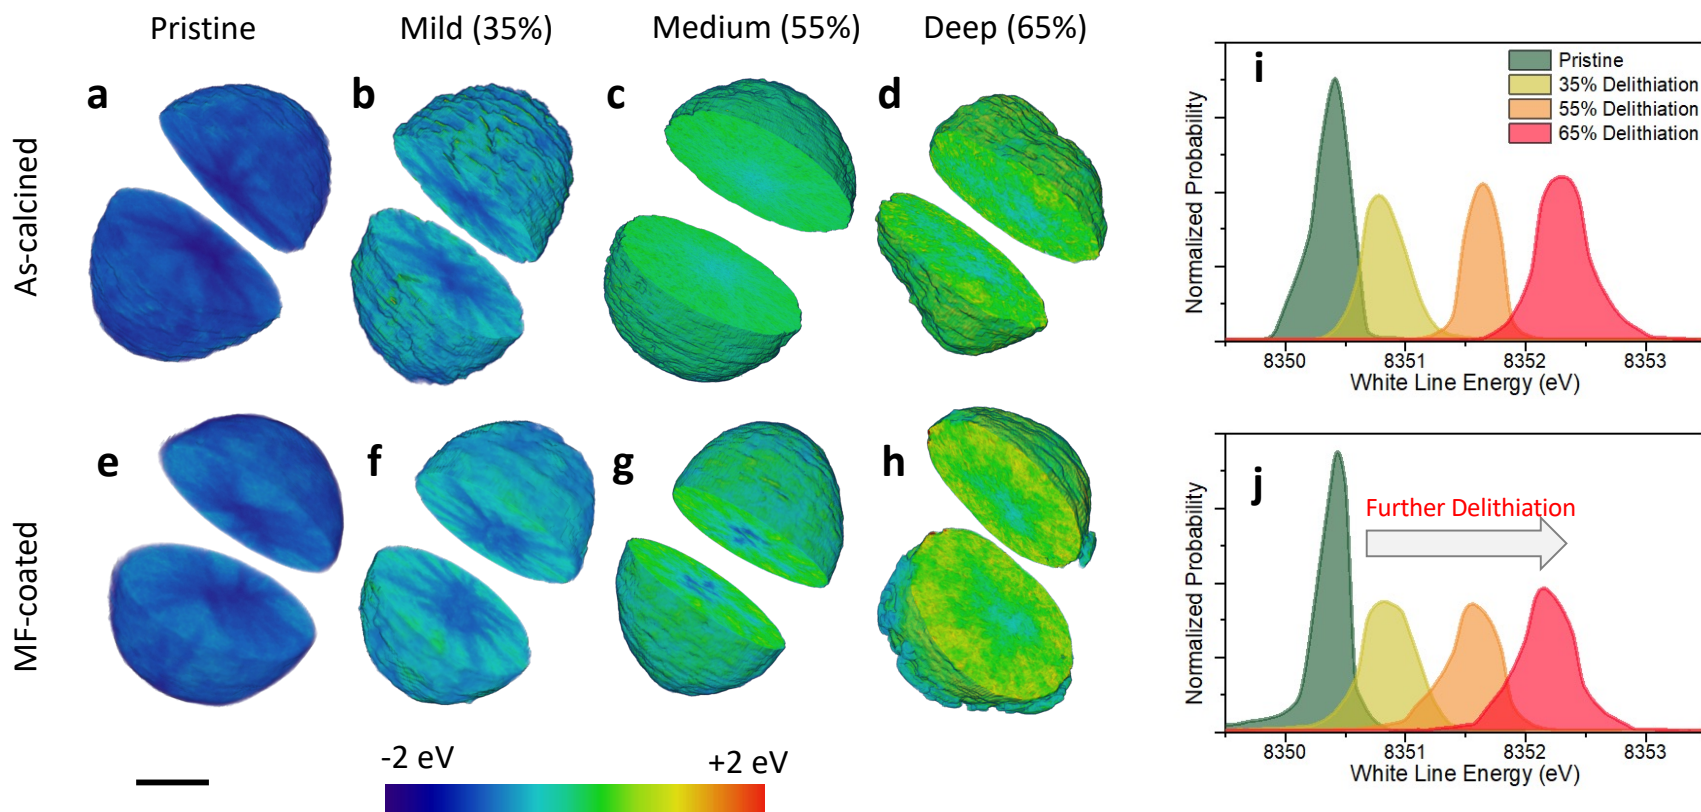 Pristine Mild (35%) Medium (55%) Deep (65%)
As-calcined
a b c d
MF-coated
e f g h
-2 eV +2 eV
i
Pristine
35% Delithiation
55% Delithiation
65% Delithiation
Normalized Probability
8350 8351 8352 8353
White Line Energy (eV)
j
Further Delithiation
Normalized Probability
8350 8351 8352 8353
White Line Energy (eV)